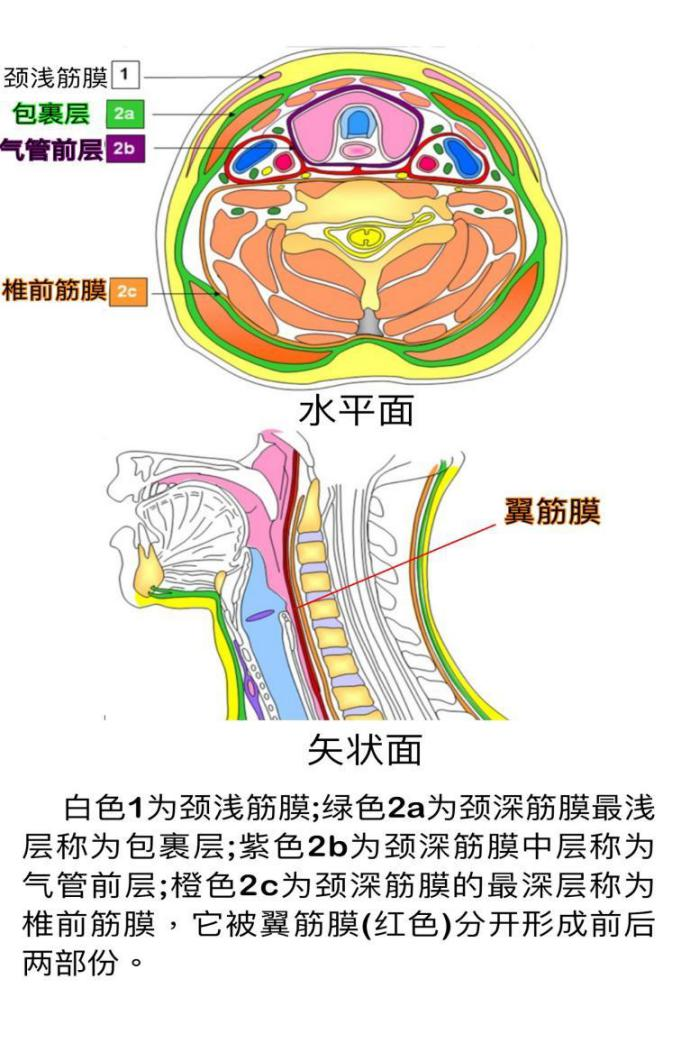 颈浅筋膜 1
包裹层 2a
气管前层 2b
椎前筋膜 2c
水平面
翼筋膜
矢状面
白色1为颈浅筋膜;绿色2a为颈深筋膜最浅
层称为包裹层;紫色2b为颈深筋膜中层称为
气管前层;橙色2c为颈深筋膜的最深层称为
椎前筋膜，它被翼筋膜(红色)分开形成前后
两部份。